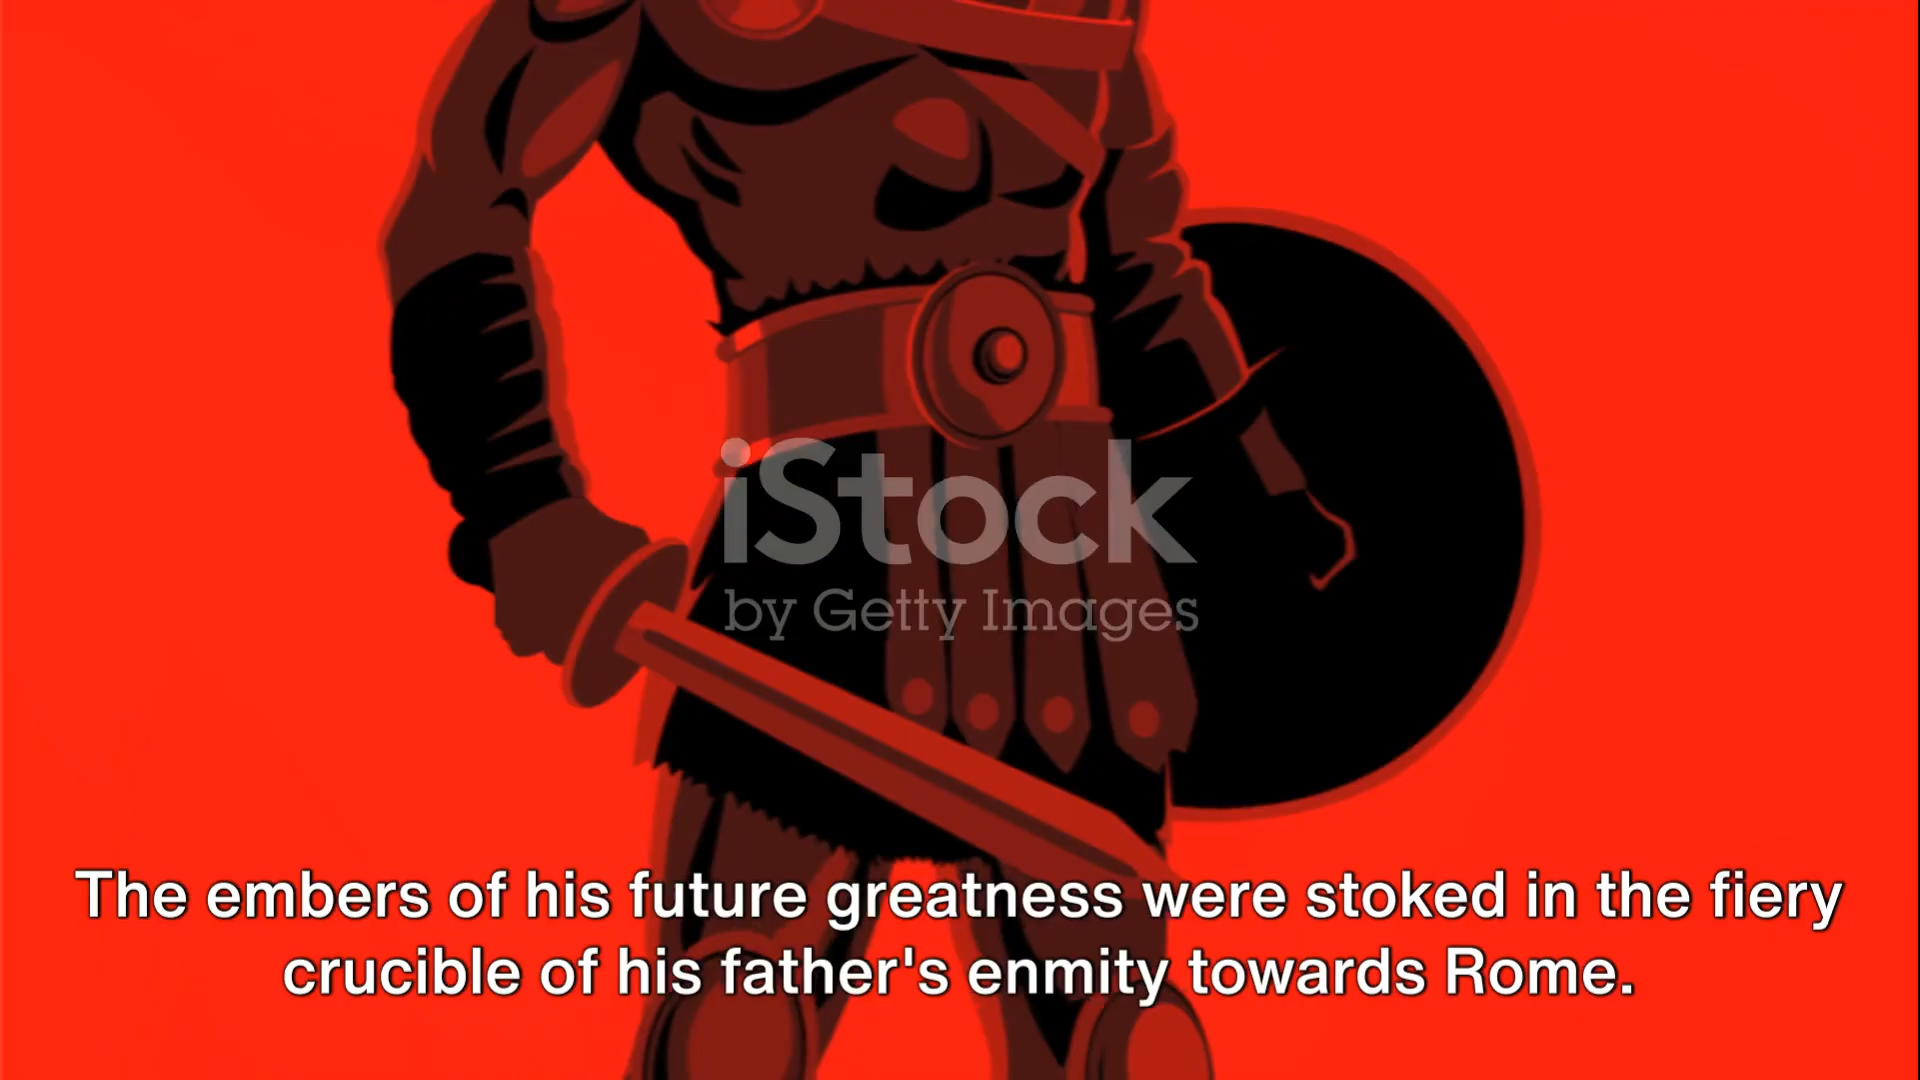 iStock
by Getty Images
The embers of his future greatness were stoked in the fiery
crucible of his father's enmity towards Rome.